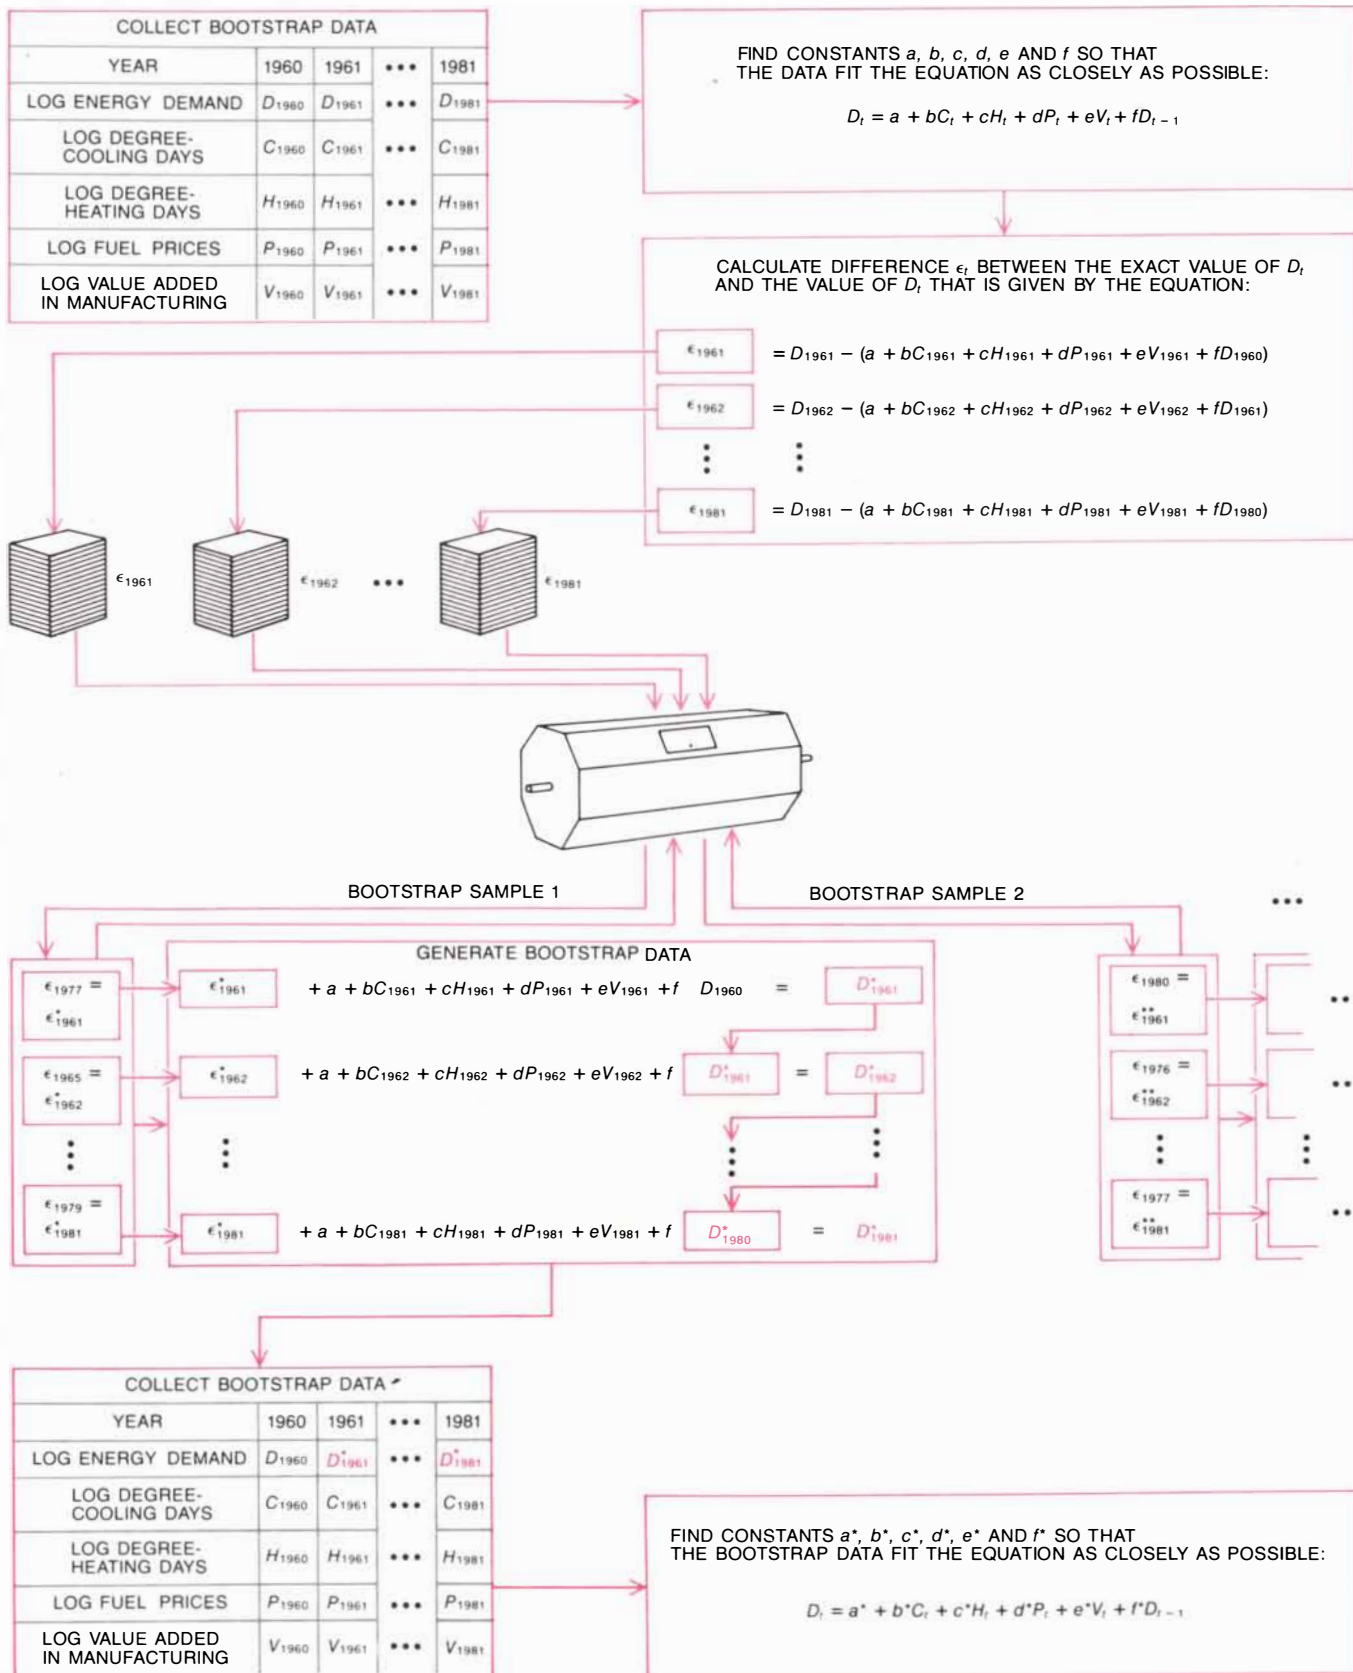 COLLECT BOOTSTRAP DATA
YEAR 1960 1961 ••• 1981
LOG ENERGY DEMAND D1960 D1961 ••• D1981
LOG DEGREE-
COOLING DAYS C1960 C1961 ••• C1981
LOG DEGREE-
HEATING DAYS H1960 H1961 ••• H1981
LOG FUEL PRICES P1960 P1961 ••• P1981
LOG VALUE ADDED
IN MANUFACTURING V1960 V1961 ••• V1981
FIND CONSTANTS a, b, c, d, e AND f SO THAT
THE DATA FIT THE EQUATION AS CLOSELY AS POSSIBLE:
Dt = a + bCt + cHt + dPt + eVt + fDt − 1
CALCULATE DIFFERENCE ϵt BETWEEN THE EXACT VALUE OF Dt
AND THE VALUE OF Dt THAT IS GIVEN BY THE EQUATION:
ϵ1961 = D1961 − (a + bC1961 + cH1961 + dP1961 + eV1961 + fD1960)
ϵ1962 = D1962 − (a + bC1962 + cH1962 + dP1962 + eV1962 + fD1961)
ϵ1981 = D1981 − (a + bC1981 + cH1981 + dP1981 + eV1981 + fD1980)
ϵ1961 ϵ1962 ••• ϵ1981
BOOTSTRAP SAMPLE 1
BOOTSTRAP SAMPLE 2
•••
GENERATE BOOTSTRAP DATA
ϵ1977 =
ϵ*1961
ϵ*1961 + a + bC1961 + cH1961 + dP1961 + eV1961 + f D1960 = D*1961
ϵ1965 =
ϵ*1962
ϵ*1962 + a + bC1962 + cH1962 + dP1962 + eV1962 + f D*1961 = D*1962
ϵ1979 =
ϵ*1981
ϵ*1981 + a + bC1981 + cH1981 + dP1981 + eV1981 + f D*1980 = D*1981
ϵ1980 =
ϵ**1961
ϵ1976 =
ϵ**1962
ϵ1977 =
ϵ**1981
COLLECT BOOTSTRAP DATA
YEAR 1960 1961 ••• 1981
LOG ENERGY DEMAND D1960 D*1961 ••• D*1981
LOG DEGREE-
COOLING DAYS C1960 C1961 ••• C1981
LOG DEGREE-
HEATING DAYS H1960 H1961 ••• H1981
LOG FUEL PRICES P1960 P1961 ••• P1981
LOG VALUE ADDED
IN MANUFACTURING V1960 V1961 ••• V1981
FIND CONSTANTS a*, b*, c*, d*, e* AND f* SO THAT
THE BOOTSTRAP DATA FIT THE EQUATION AS CLOSELY AS POSSIBLE:
Dt = a* + b*Ct + c*Ht + d*Pt + e*Vt + f*Dt − 1